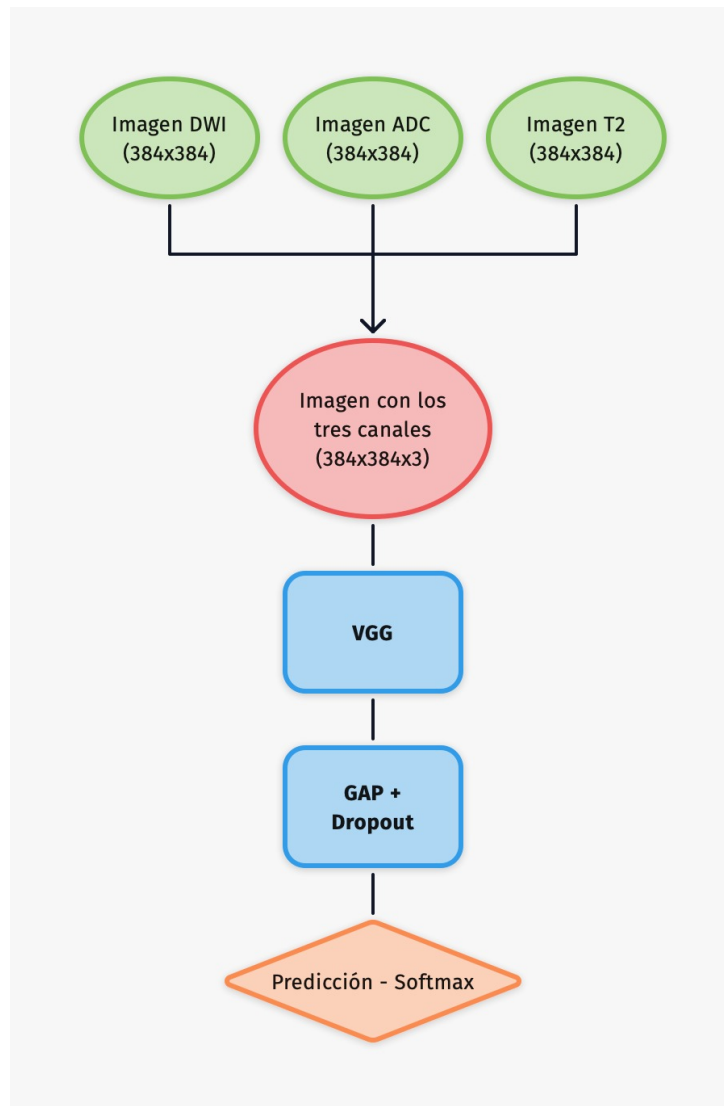 Imagen DWI
(384x384)
Imagen ADC
(384x384)
Imagen T2
(384x384)
Imagen con los
tres canales
(384x384x3)
VGG
GAP +
Dropout
Predicción - Softmax